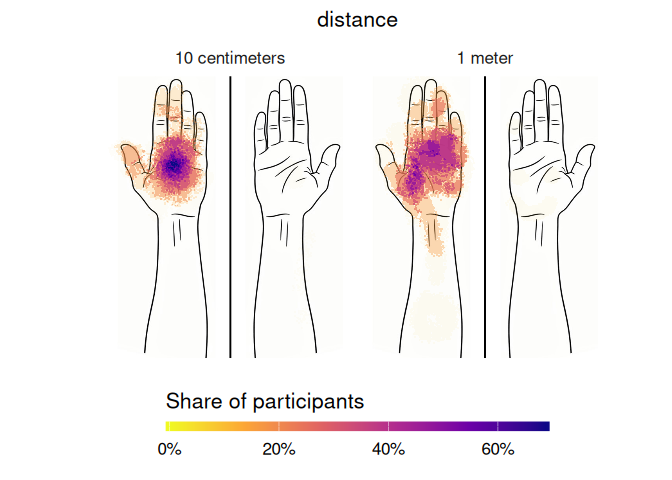 distance
10 centimeters
1 meter
Share of participants
0%
20%
40%
60%